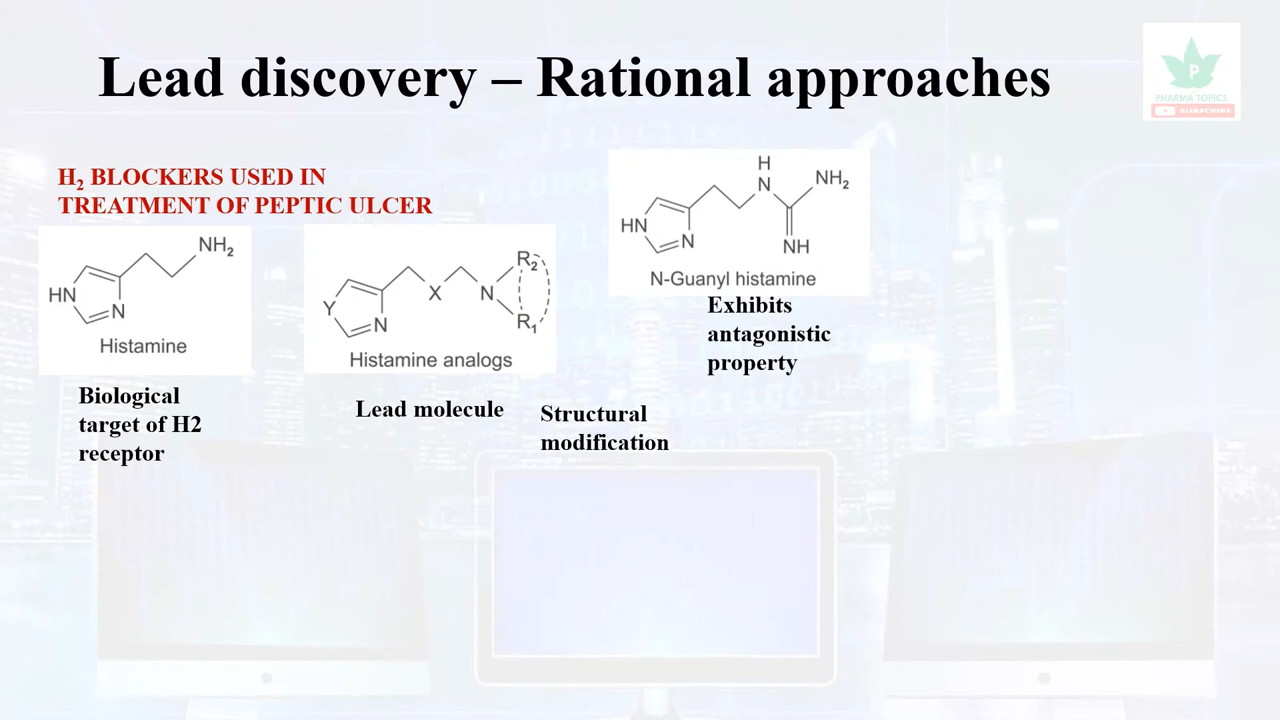 Lead discovery – Rational approaches
P
PHARMA TOPICS
SUBSCRIBE
H₂ BLOCKERS USED IN
TREATMENT OF PEPTIC ULCER
NH₂
HN
N
Histamine
Biological
target of H2
receptor
R₂
X
N
Y
N
R₁
Histamine analogs
Lead molecule
Structural
modification
H
N
NH₂
HN
N
NH
N-Guanyl histamine
Exhibits
antagonistic
property